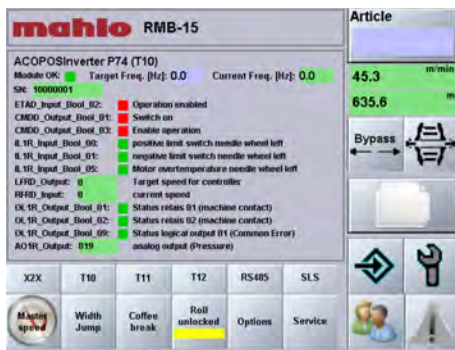 mahlo RMB-15
Article
ACOPOSInverter P74 (T10)
Module OK: Target Freq. [Hz]: 0.0 Current Freq. [Hz]: 0.0
SN: 10000001
ETAD_Input_Bool_02: Operation enabled
CMDD_Output_Bool_01: Switch on
CMDD_Output_Bool_03: Enable operation
IL1R_Input_Bool_00: positive limit switch needle wheel left
IL1R_Input_Bool_01: negative limit switch needle wheel left
IL1R_Input_Bool_05: Motor overtemperature needle wheel left
LFRD_Output: 0 Target speed for controller
RFRD_Input: 0 current speed
OL1R_Output_Bool_01: Status relais 01 (machine contact)
OL1R_Output_Bool_02: Status relais 02 (machine contact)
OL1R_Output_Bool_09: Status logical output 01 (Common Error)
AO1R_Output: 819 analog output (Pressure)
45.3 m/min
635.6 m
Bypass
X2X T10 T11 T12 RS485 SLS
Master speed
Width Jump
Coffee break
Roll unlocked
Options
Service